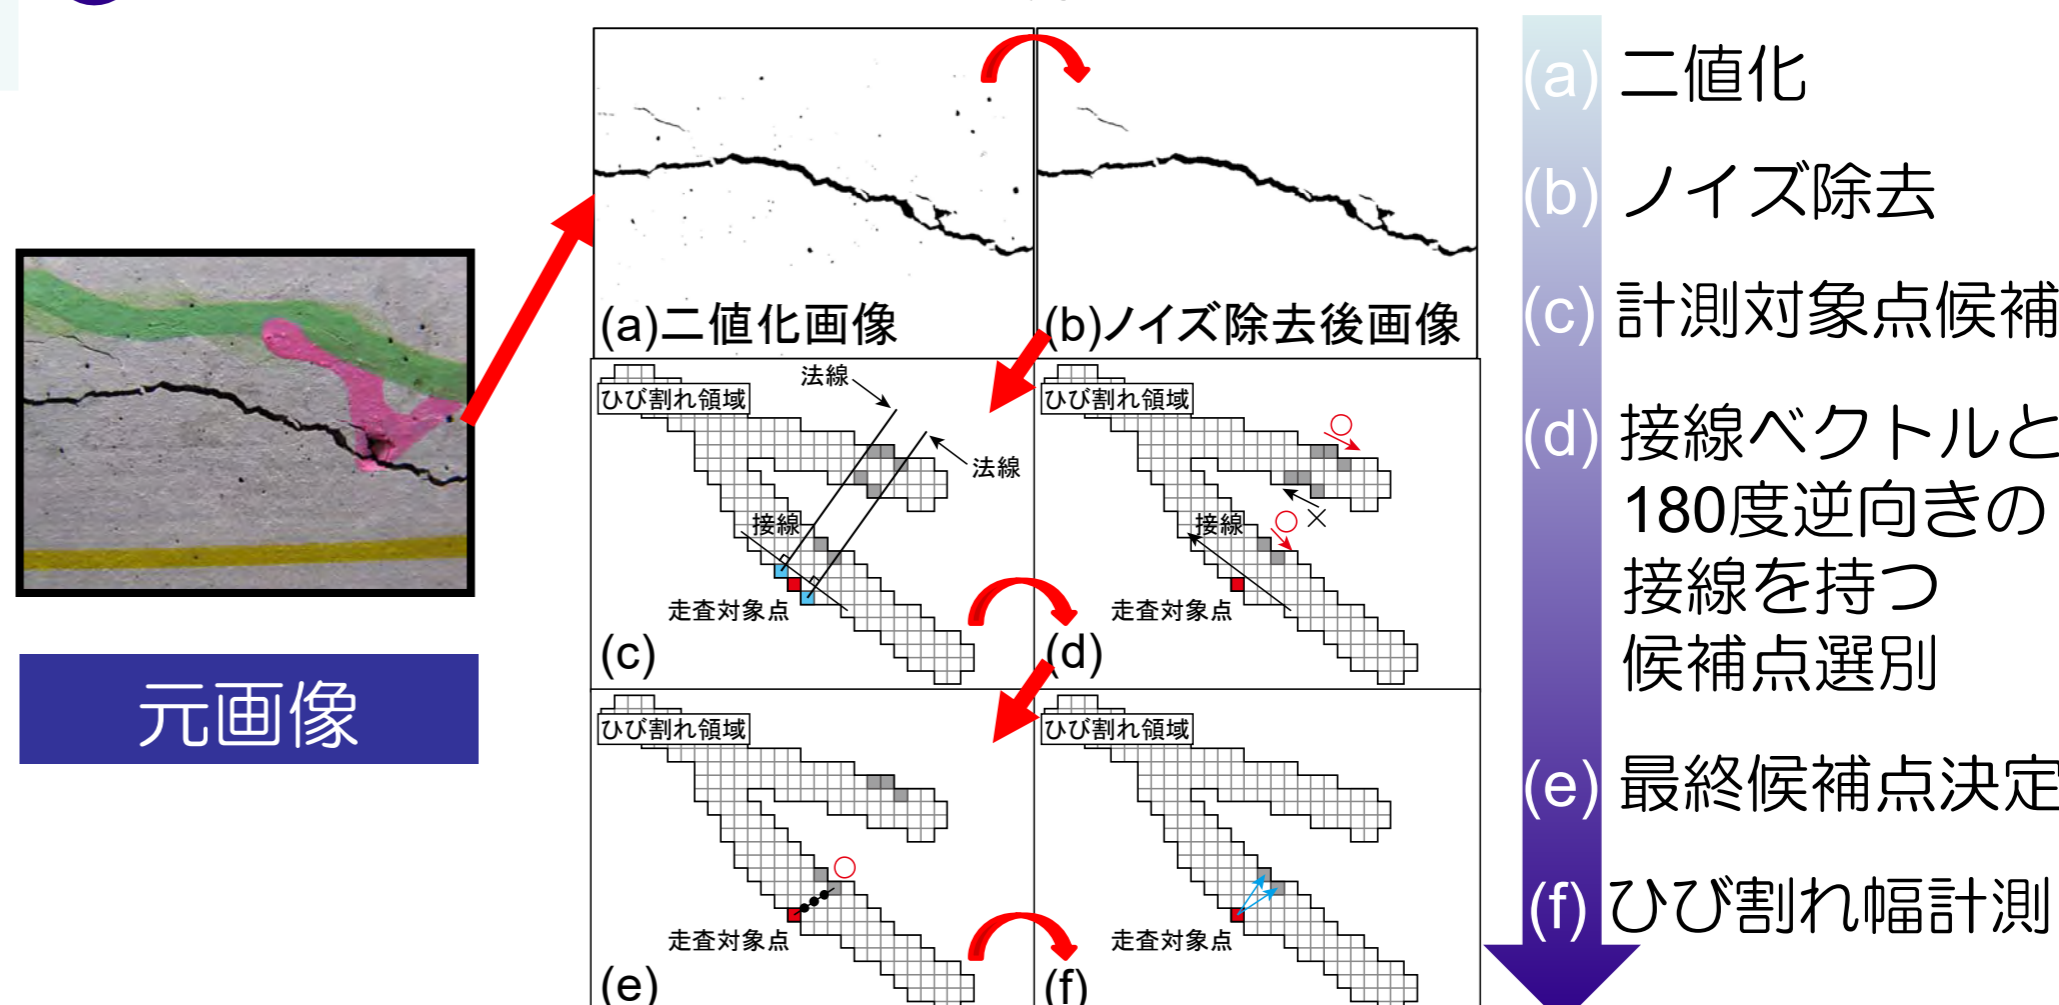 元画像
(a)二値化画像
(b)ノイズ除去後画像
ひび割れ領域
法線
法線
接線
走査対象点
(c)
ひび割れ領域
○
○
×
接線
走査対象点
(d)
ひび割れ領域
○
走査対象点
(e)
ひび割れ領域
走査対象点
(f)
(a) 二値化
(b) ノイズ除去
(c) 計測対象点候補
(d) 接線ベクトルと
180度逆向きの
接線を持つ
候補点選別
(e) 最終候補点決定
(f) ひび割れ幅計測